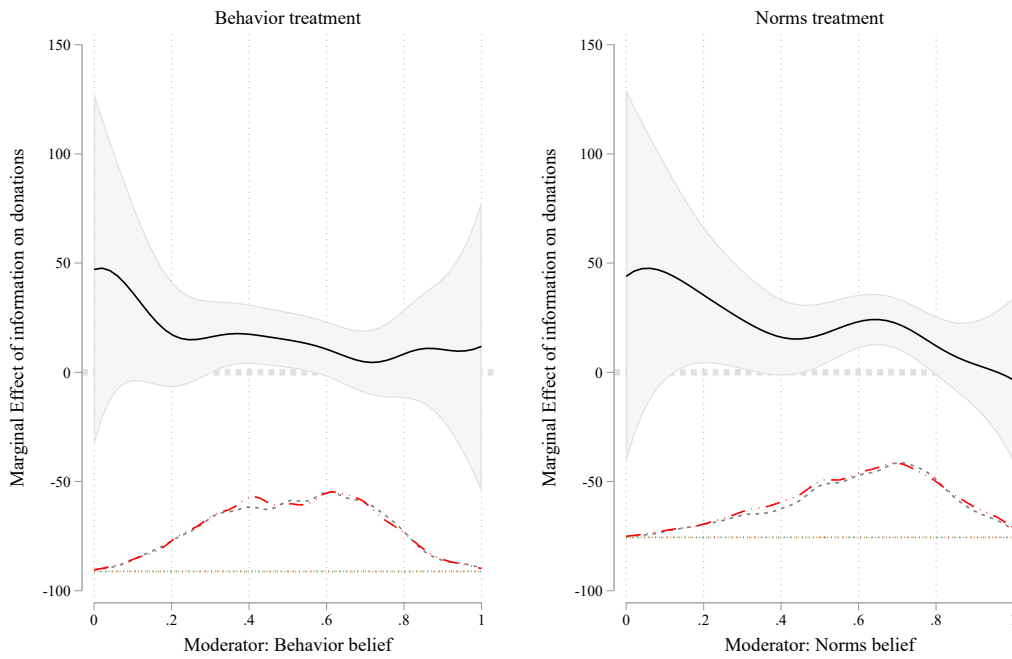 Behavior treatment
Marginal Effect of information on donations
150
100
50
0
-50
-100
0 .2 .4 .6 .8 1
Moderator: Behavior belief
Norms treatment
Marginal Effect of information on donations
150
100
50
0
-50
-100
0 .2 .4 .6 .8
Moderator: Norms belief